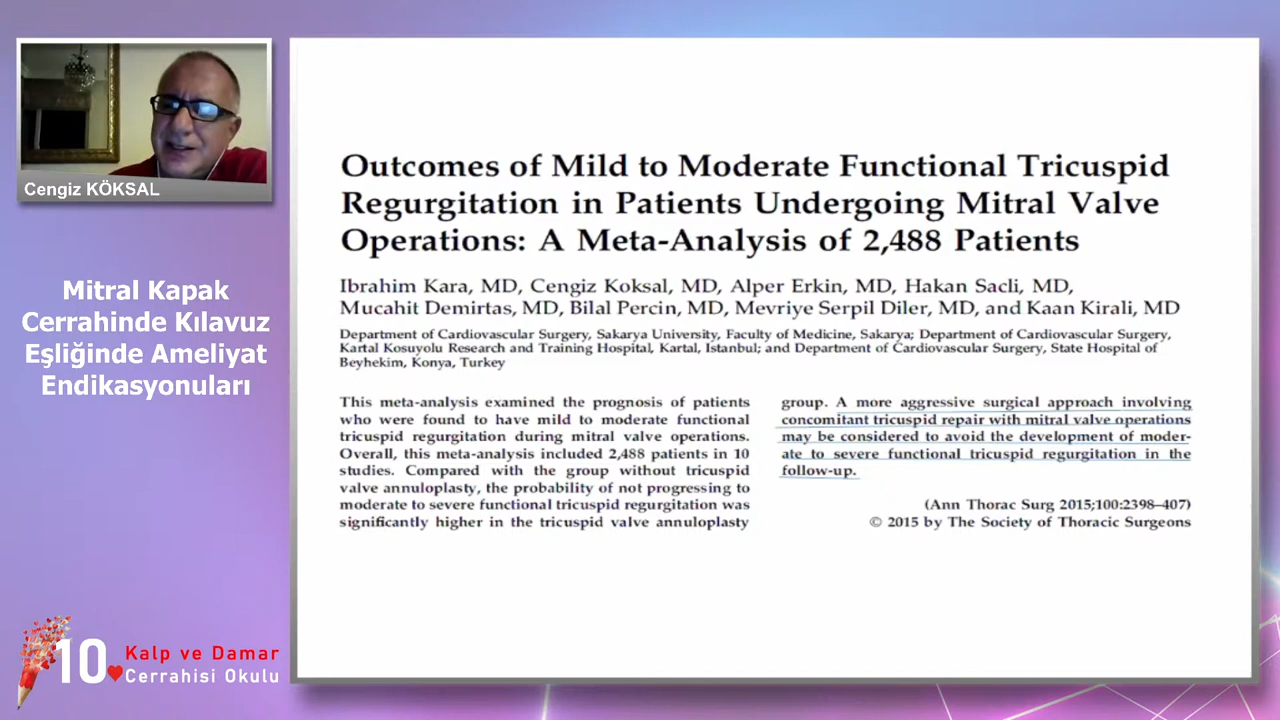 Cengiz KÖKSAL
Mitral Kapak
Cerrahinde Kılavuz
Eşliğinde Ameliyat
Endikasyonuları
10
Kalp ve Damar
Cerrahisi Okulu
Outcomes of Mild to Moderate Functional Tricuspid
Regurgitation in Patients Undergoing Mitral Valve
Operations: A Meta-Analysis of 2,488 Patients
Ibrahim Kara, MD, Cengiz Koksal, MD, Alper Erkin, MD, Hakan Sacli, MD,
Mucahit Demirtas, MD, Bilal Percin, MD, Mevriye Serpil Diler, MD, and Kaan Kirali, MD
Department of Cardiovascular Surgery, Sakarya University, Faculty of Medicine, Sakarya; Department of Cardiovascular Surgery,
Kartal Kosuyolu Research and Training Hospital, Kartal, Istanbul; and Department of Cardiovascular Surgery, State Hospital of
Beyhekim, Konya, Turkey
This meta-analysis examined the prognosis of patients
who were found to have mild to moderate functional
tricuspid regurgitation during mitral valve operations.
Overall, this meta-analysis included 2,488 patients in 10
studies. Compared with the group without tricuspid
valve annuloplasty, the probability of not progressing to
moderate to severe functional tricuspid regurgitation was
significantly higher in the tricuspid valve annuloplasty
group. A more aggressive surgical approach involving
concomitant tricuspid repair with mitral valve operations
may be considered to avoid the development of moder-
ate to severe functional tricuspid regurgitation in the
follow-up.
(Ann Thorac Surg 2015;100:2398–407)
© 2015 by The Society of Thoracic Surgeons